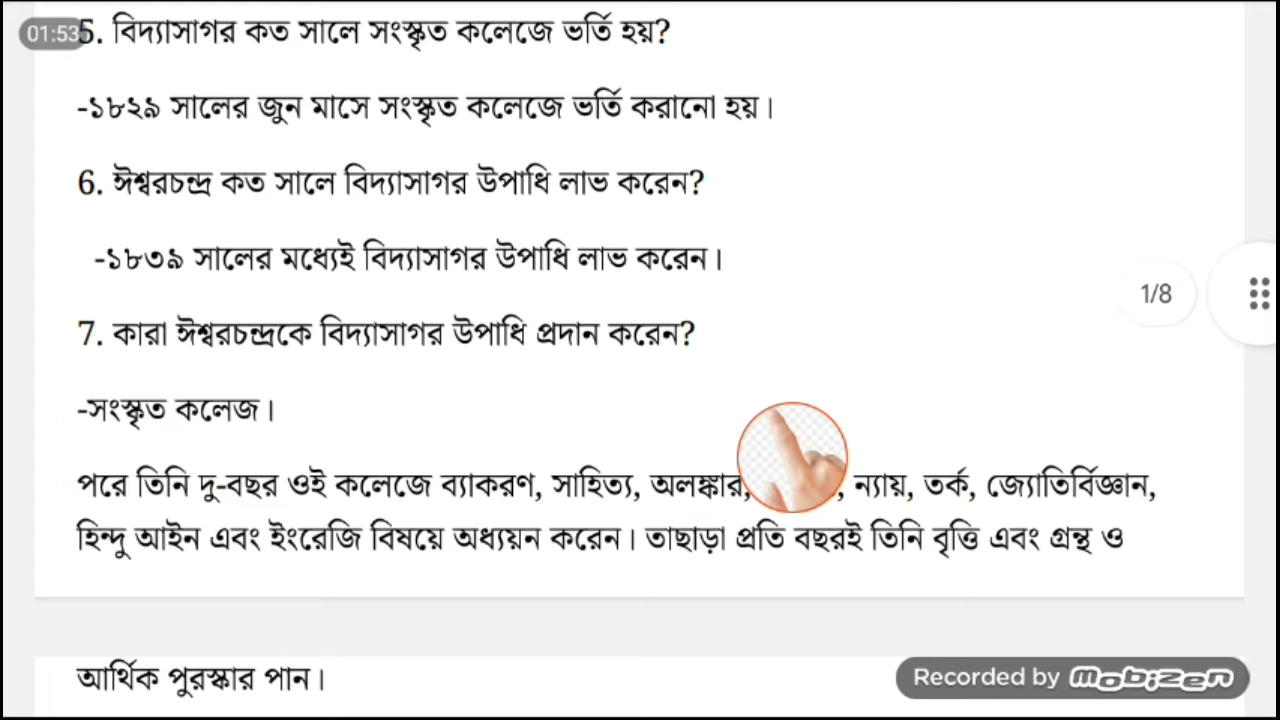 01:53
5. বিদ্যাসাগর কত সালে সংস্কৃত কলেজে ভর্তি হয়?
-১৮২৯ সালের জুন মাসে সংস্কৃত কলেজে ভর্তি করানো হয়।
6. ঈশ্বরচন্দ্র কত সালে বিদ্যাসাগর উপাধি লাভ করেন?
-১৮৩৯ সালের মধ্যেই বিদ্যাসাগর উপাধি লাভ করেন।
1/8
7. কারা ঈশ্বরচন্দ্রকে বিদ্যাসাগর উপাধি প্রদান করেন?
-সংস্কৃত কলেজ।
পরে তিনি দু-বছর ওই কলেজে ব্যাকরণ, সাহিত্য, অলঙ্কার, , ন্যায়, তর্ক, জ্যোতির্বিজ্ঞান,
হিন্দু আইন এবং ইংরেজি বিষয়ে অধ্যয়ন করেন। তাছাড়া প্রতি বছরই তিনি বৃত্তি এবং গ্রন্থ ও
আর্থিক পুরস্কার পান।
Recorded by mobizen